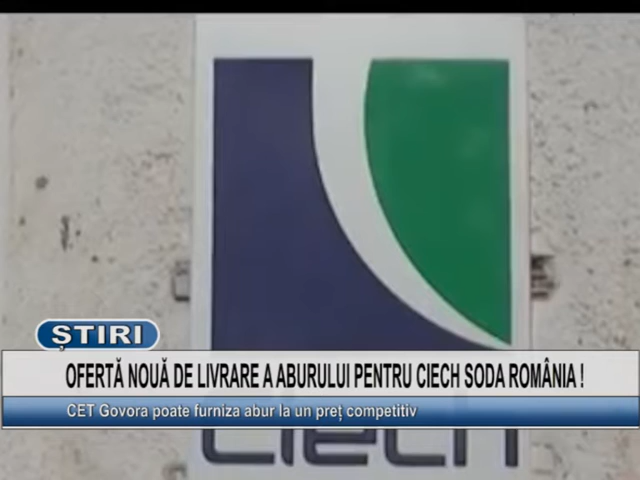 ȘTIRI
OFERTĂ NOUĂ DE LIVRARE A ABURULUI PENTRU CIECH SODA ROMÂNIA !
CET Govora poate furniza abur la un preț competitiv
ciech